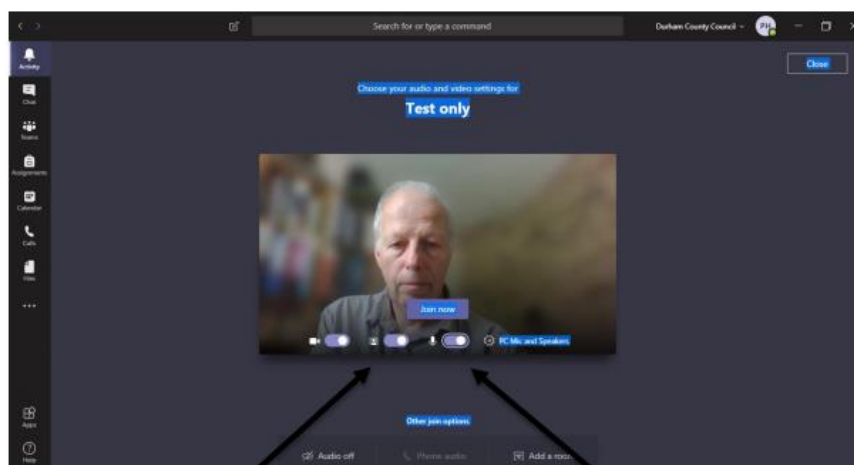 Search for or type a command
Durham County Council
PH
Activity
Close
Chat
Choose your audio and video settings for
Test only
Teams
Assignments
Calendar
Calls
Files
Join now
PC Mic and Speakers
Other join options
Apps
Audio off
Phone audio
Add a room
Help